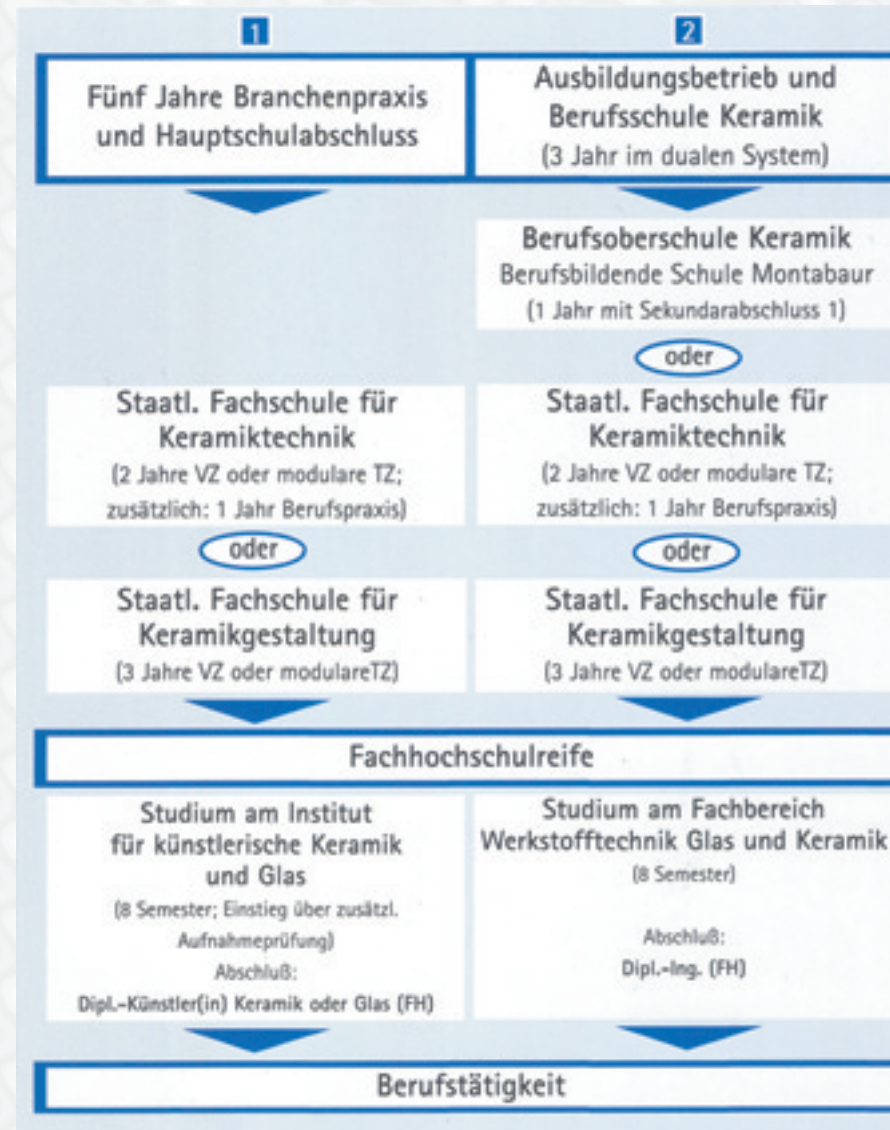 1
Fünf Jahre Branchenpraxis
und Hauptschulabschluss
2
Ausbildungsbetrieb und
Berufsschule Keramik
(3 Jahr im dualen System)
Berufsoberschule Keramik
Berufsbildende Schule Montabaur
(1 Jahr mit Sekundarabschluss 1)
oder
Staatl. Fachschule für
Keramiktechnik
(2 Jahre VZ oder modulare TZ;
zusätzlich: 1 Jahr Berufspraxis)
oder
Staatl. Fachschule für
Keramikgestaltung
(3 Jahre VZ oder modulareTZ)
Staatl. Fachschule für
Keramiktechnik
(2 Jahre VZ oder modulare TZ;
zusätzlich: 1 Jahr Berufspraxis)
oder
Staatl. Fachschule für
Keramikgestaltung
(3 Jahre VZ oder modulareTZ)
Fachhochschulreife
Studium am Institut
für künstlerische Keramik
und Glas
(8 Semester; Einstieg über zusätzl.
Aufnahmeprüfung)
Abschluß:
Dipl.-Künstler(in) Keramik oder Glas (FH)
Studium am Fachbereich
Werkstofftechnik Glas und Keramik
(8 Semester)
Abschluß:
Dipl.-Ing. (FH)
Berufstätigkeit